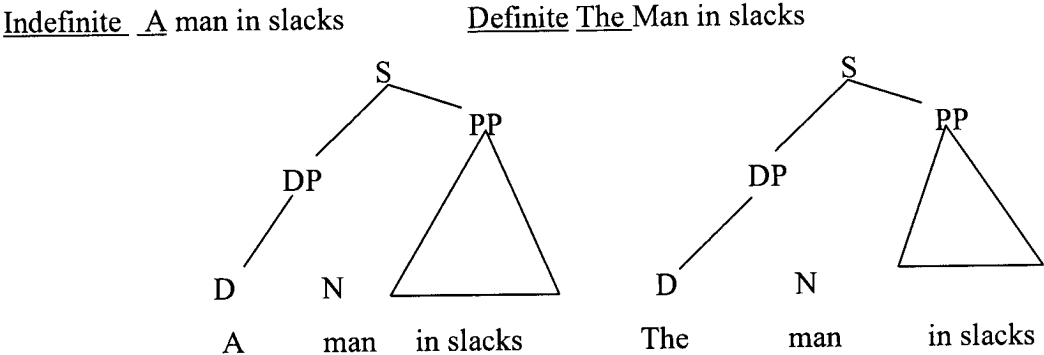 Indefinite A man in slacks Definite The Man in slacks
S S
PP PP
DP DP
D N D N
A man in slacks The man in slacks